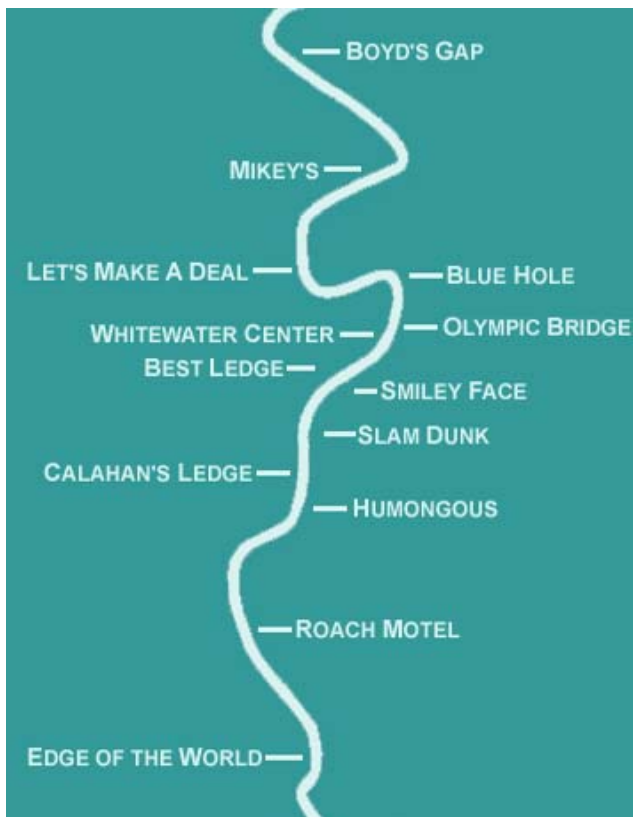 BOYD'S GAP
MIKEY'S
LET'S MAKE A DEAL
BLUE HOLE
OLYMPIC BRIDGE
WHITEWATER CENTER
BEST LEDGE
SMILEY FACE
SLAM DUNK
CALAHAN'S LEDGE
HUMONGOUS
ROACH MOTEL
EDGE OF THE WORLD